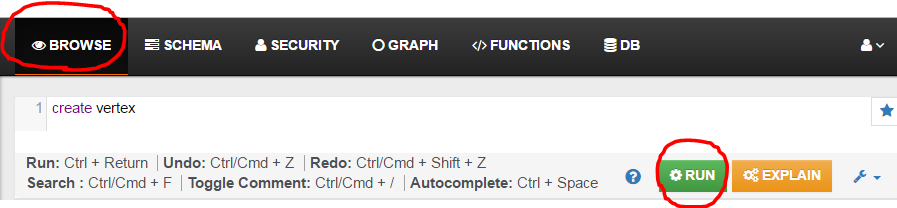 BROWSE SCHEMA SECURITY GRAPH </> FUNCTIONS DB
1 create vertex
Run: Ctrl + Return Undo: Ctrl/Cmd + Z Redo: Ctrl/Cmd + Shift + Z
Search : Ctrl/Cmd + F Toggle Comment: Ctrl/Cmd + / Autocomplete: Ctrl + Space
? RUN EXPLAIN